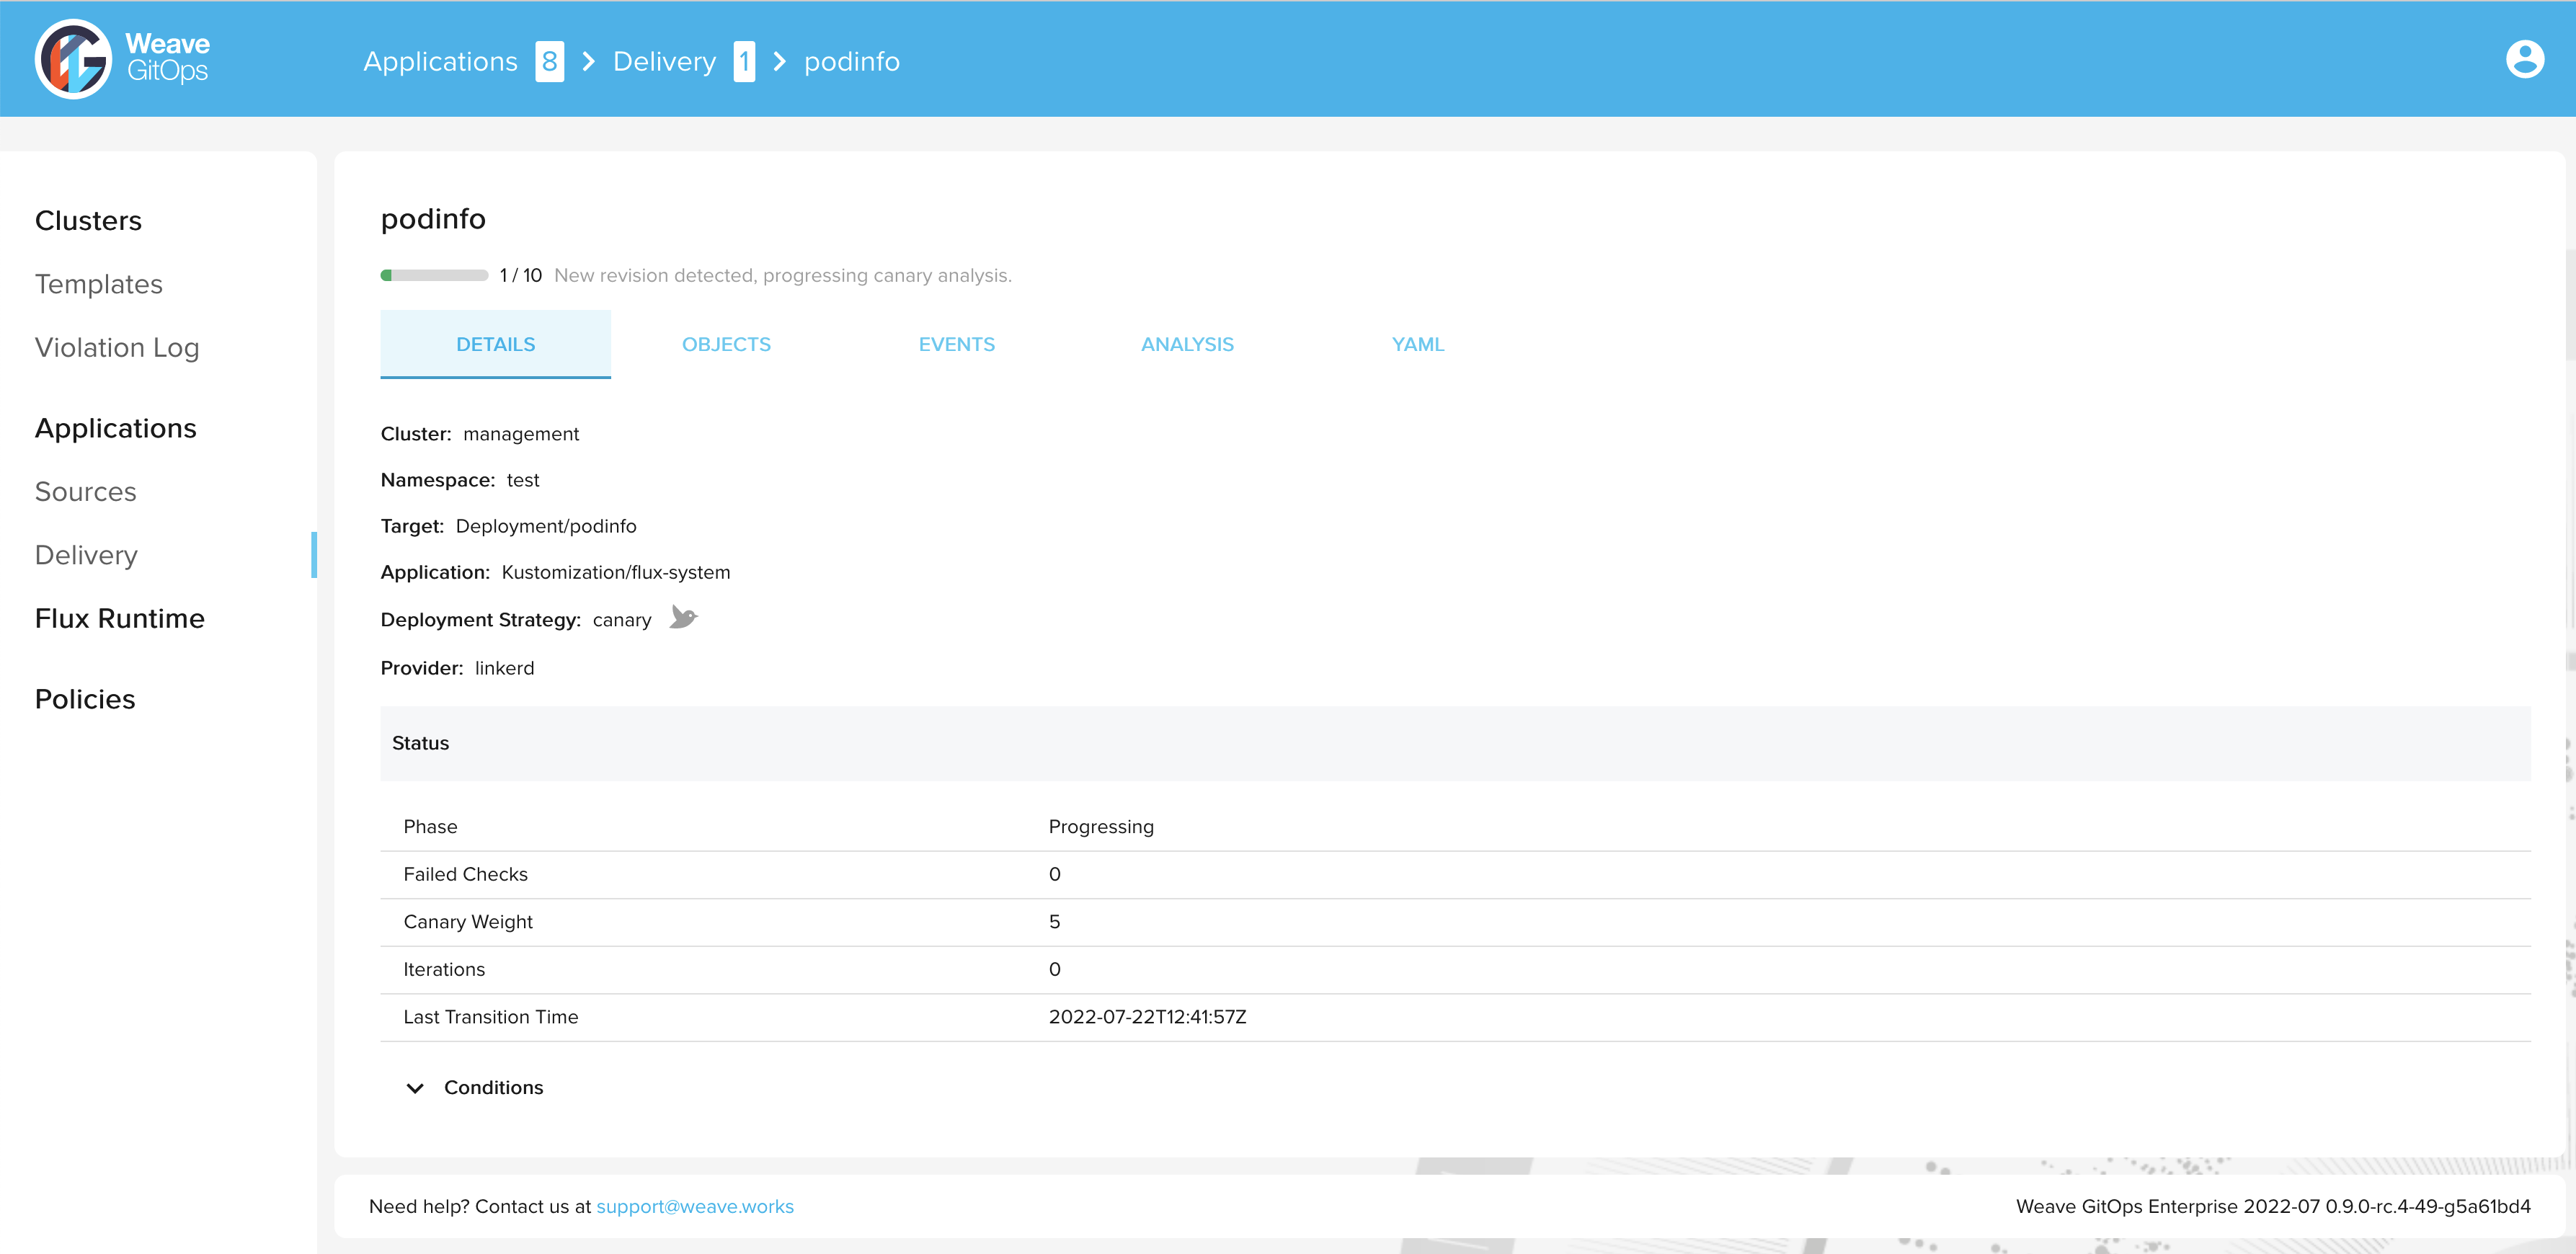 Weave
GitOps
Applications 8 > Delivery 1 > podinfo
Clusters
Templates
Violation Log
Applications
Sources
Delivery
Flux Runtime
Policies
podinfo
1 / 10 New revision detected, progressing canary analysis.
DETAILS OBJECTS EVENTS ANALYSIS YAML
Cluster: management
Namespace: test
Target: Deployment/podinfo
Application: Kustomization/flux-system
Deployment Strategy: canary
Provider: linkerd
Status
Phase Progressing
Failed Checks 0
Canary Weight 5
Iterations 0
Last Transition Time 2022-07-22T12:41:57Z
Conditions
Need help? Contact us at support@weave.works
Weave GitOps Enterprise 2022-07 0.9.0-rc.4-49-g5a61bd4